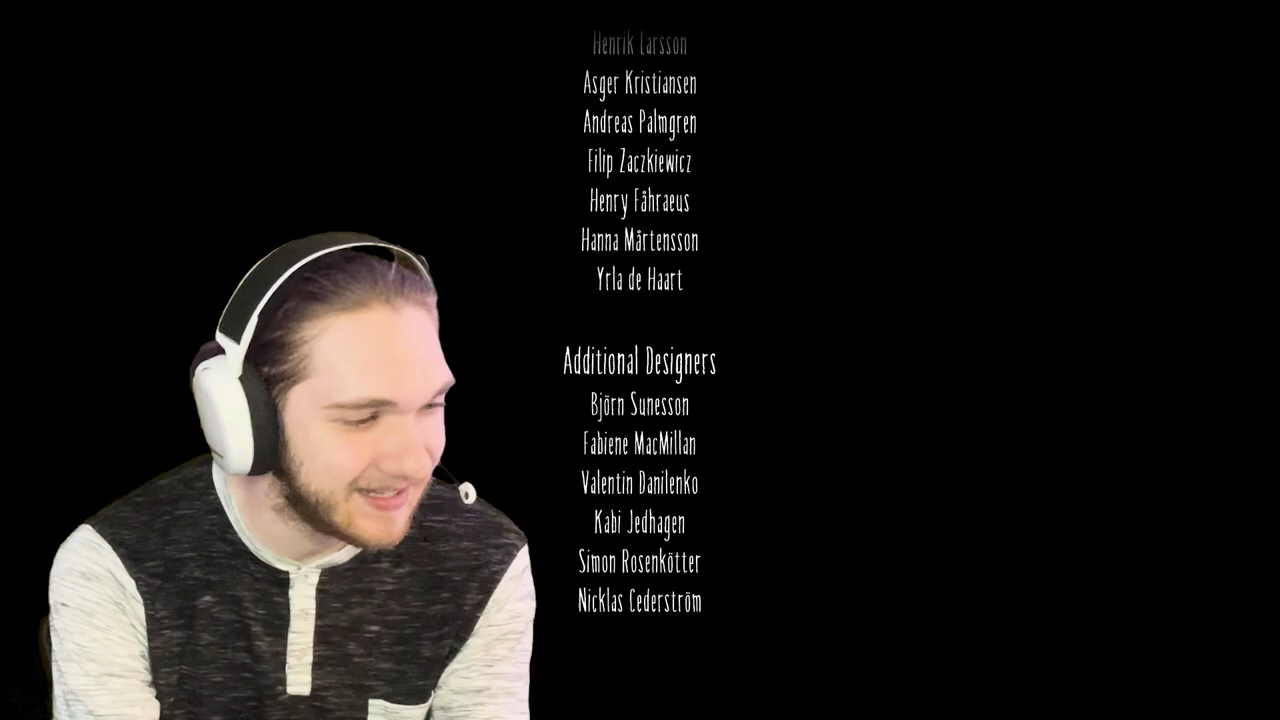 Henrik Larsson
Asger Kristiansen
Andreas Palmgren
Filip Zaczkiewicz
Henry Fåhraeus
Hanna Mårtensson
Yrla de Haart
Additional Designers
Björn Sunesson
Fabiene MacMillan
Valentin Danilenko
Kabi Jedhagen
Simon Rosenkötter
Nicklas Cederström